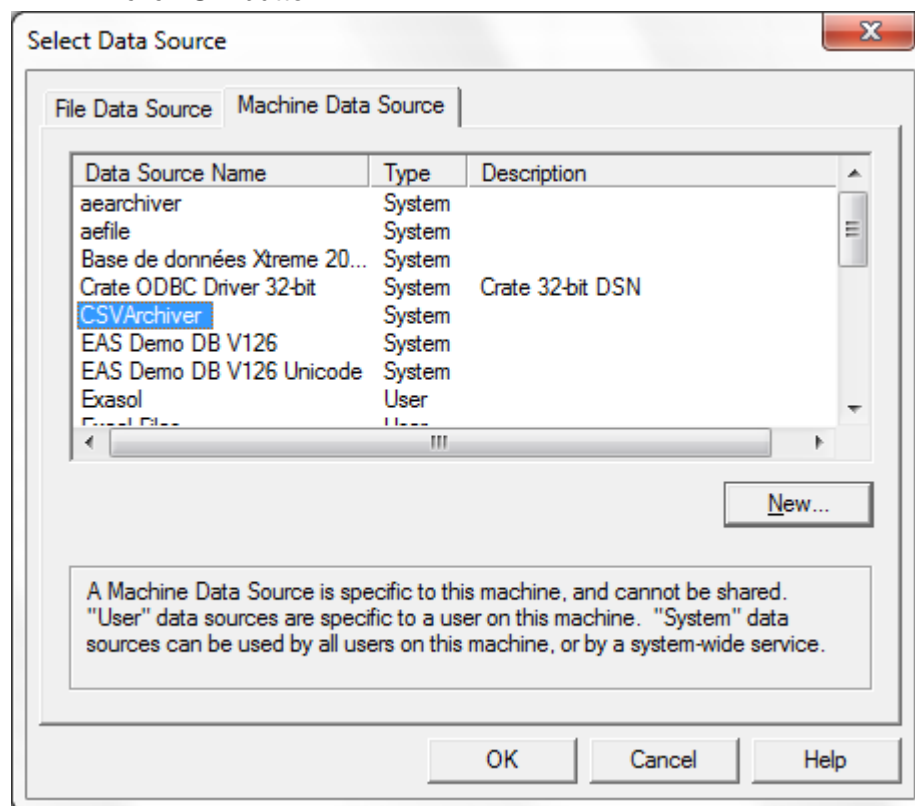 Select Data Source
File Data Source Machine Data Source
Data Source Name Type Description
aearchiver System
aefile System
Base de données Xtreme 20... System
Crate ODBC Driver 32-bit System Crate 32-bit DSN
CSVArchiver System
EAS Demo DB V126 System
EAS Demo DB V126 Unicode System
Exasol User
New...
A Machine Data Source is specific to this machine, and cannot be shared.
"User" data sources are specific to a user on this machine. "System" data
sources can be used by all users on this machine, or by a system-wide service.
OK Cancel Help